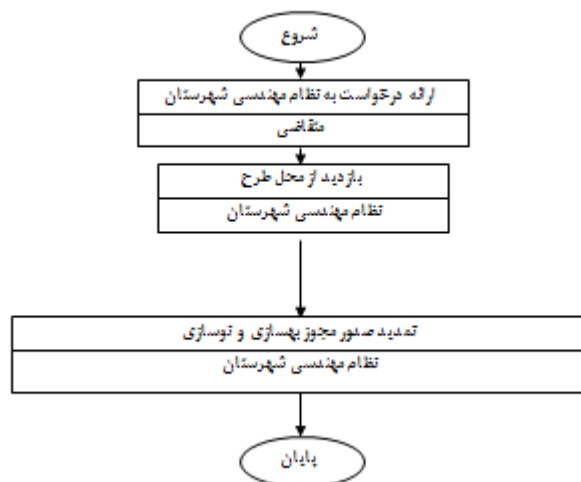 شروع
ارائه درخواست به نظام مهندسی شهرستان
متقاضی
بازدید از محل طرح
نظام مهندسی شهرستان
تمدید صدور مجوز بهسازی و نوسازی
نظام مهندسی شهرستان
پایان